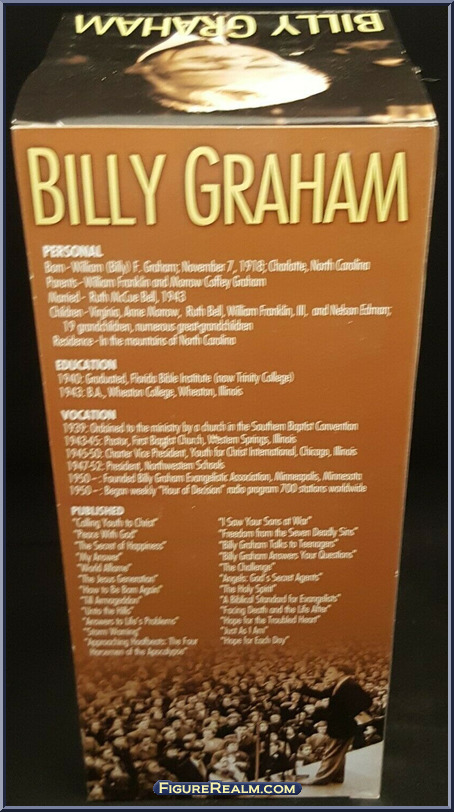 BILLY GRAHAM
BILLY GRAHAM
PERSONAL
Born - William (Billy) F. Graham; November 7, 1918; Charlotte, North Carolina
Parents - William Franklin and Morrow Coffey Graham
Married - Ruth McCue Bell, 1943
Children - Virginia, Anne Morrow, Ruth Bell, William Franklin, III, and Nelson Edman;
19 grandchildren, numerous great-grandchildren
Residence - In the mountains of North Carolina
EDUCATION
1940: Graduated, Florida Bible Institute (now Trinity College)
1943: B.A., Wheaton College, Wheaton, Illinois
VOCATION
1939: Ordained to the ministry by a church in the Southern Baptist Convention
1943-45: Pastor, First Baptist Church, Western Springs, Illinois
1945-50: Charter Vice President, Youth for Christ International, Chicago, Illinois
1947-52: President, Northwestern Schools
1950 - : Founded Billy Graham Evangelistic Association, Minneapolis, Minnesota
1950 - : Began weekly "Hour of Decision" radio program 700 stations worldwide
PUBLISHED
"Calling Youth to Christ"
"Peace With God"
"The Secret of Happiness"
"My Answer"
"World Aflame"
"The Jesus Generation"
"How to Be Born Again"
"Till Armageddon"
"Unto the Hills"
"Answers to Life's Problems"
"Storm Warning"
"Approaching Hoofbeats: The Four
Horsemen of the Apocalypse"
"I Saw Your Sons at War"
"Freedom from the Seven Deadly Sins"
"Billy Graham Talks to Teenagers"
"Billy Graham Answers Your Questions"
"The Challenge"
"Angels: God's Secret Agents"
"The Holy Spirit"
"A Biblical Standard for Evangelists"
"Facing Death and the Life After"
"Hope for the Troubled Heart"
"Just As I Am"
"Hope for Each Day"
FIGUREREALM.COM